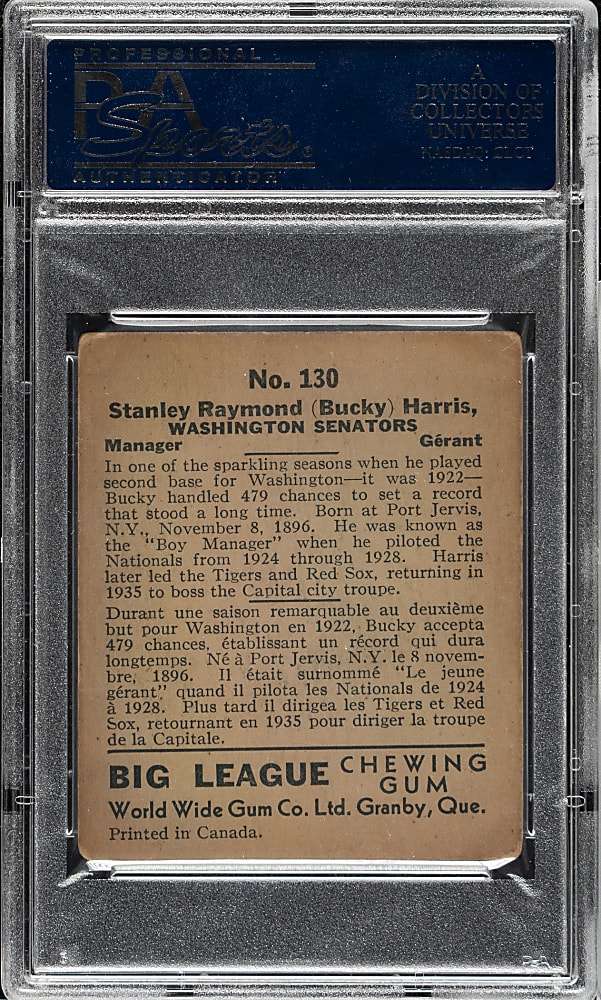 PROFESSIONAL
PSA
Sports
AUTHENTICATOR
A
DIVISION OF
COLLECTORS
UNIVERSE
NASDAQ: CLCT
No. 130
Stanley Raymond (Bucky) Harris,
WASHINGTON SENATORS
Manager Gérant
In one of the sparkling seasons when he played
second base for Washington—it was 1922—
Bucky handled 479 chances to set a record
that stood a long time. Born at Port Jervis,
N.Y., November 8, 1896. He was known as
the "Boy Manager" when he piloted the
Nationals from 1924 through 1928. Harris
later led the Tigers and Red Sox, returning in
1935 to boss the Capital city troupe.
Durant une saison remarquable au deuxième
but pour Washington en 1922, Bucky accepta
479 chances, établissant un récord qui dura
longtemps. Né à Port Jervis, N.Y. le 8 novem-
bre, 1896. Il était surnommé "Le jeune
gérant" quand il pilota les Nationals de 1924
à 1928. Plus tard il dirigea les Tigers et Red
Sox, retournant en 1935 pour diriger la troupe
de la Capitale.
BIG LEAGUE CHEWING GUM
World Wide Gum Co. Ltd. Granby, Que.
Printed in Canada.